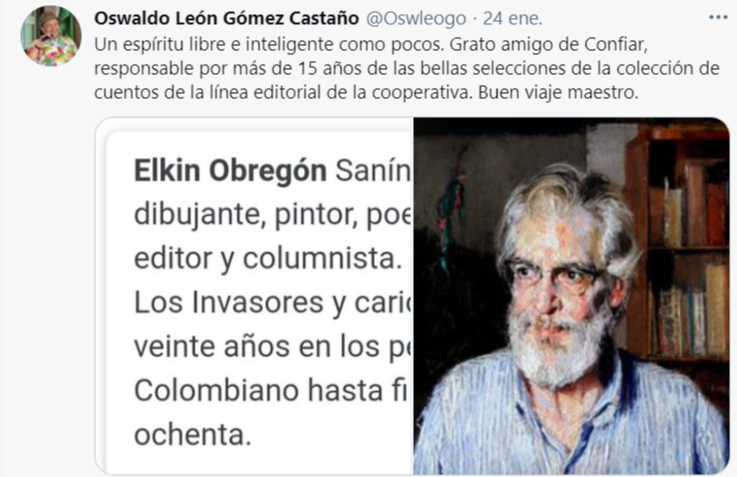 Oswaldo León Gómez Castaño @Oswleogo · 24 ene.
Un espíritu libre e inteligente como pocos. Grato amigo de Confiar,
responsable por más de 15 años de las bellas selecciones de la colección de
cuentos de la línea editorial de la cooperativa. Buen viaje maestro.
Elkin Obregón Sanín
dibujante, pintor, poe
editor y columnista.
Los Invasores y caric
veinte años en los pe
Colombiano hasta fi
ochenta.